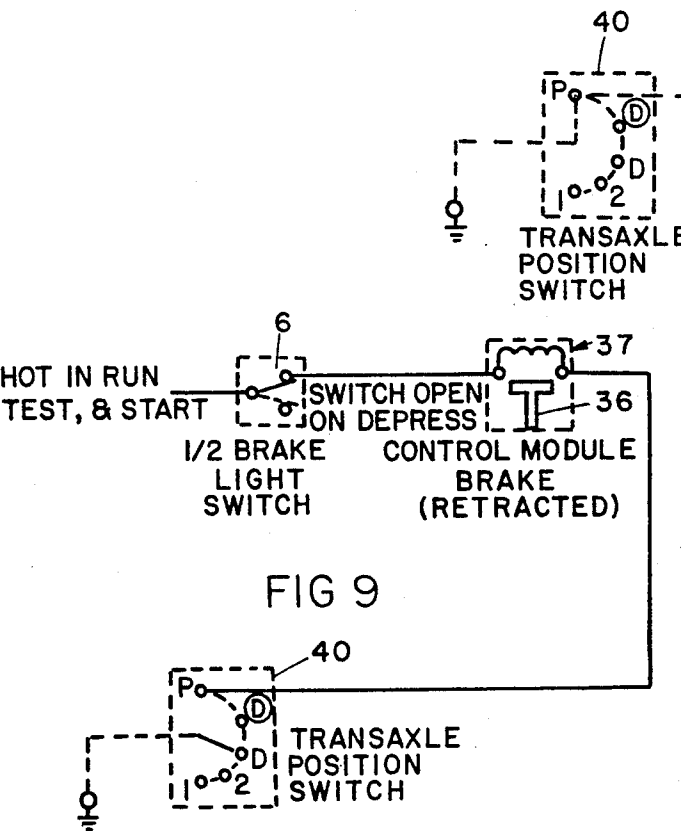 40
P
D
D
2
1
TRANSAXLE
POSITION
SWITCH
6
37
HOT IN RUN
TEST, & START
SWITCH OPEN
ON DEPRESS
36
1/2 BRAKE
LIGHT
SWITCH
CONTROL MODULE
BRAKE
(RETRACTED)
FIG 9
40
P
D
D
2
1
TRANSAXLE
POSITION
SWITCH